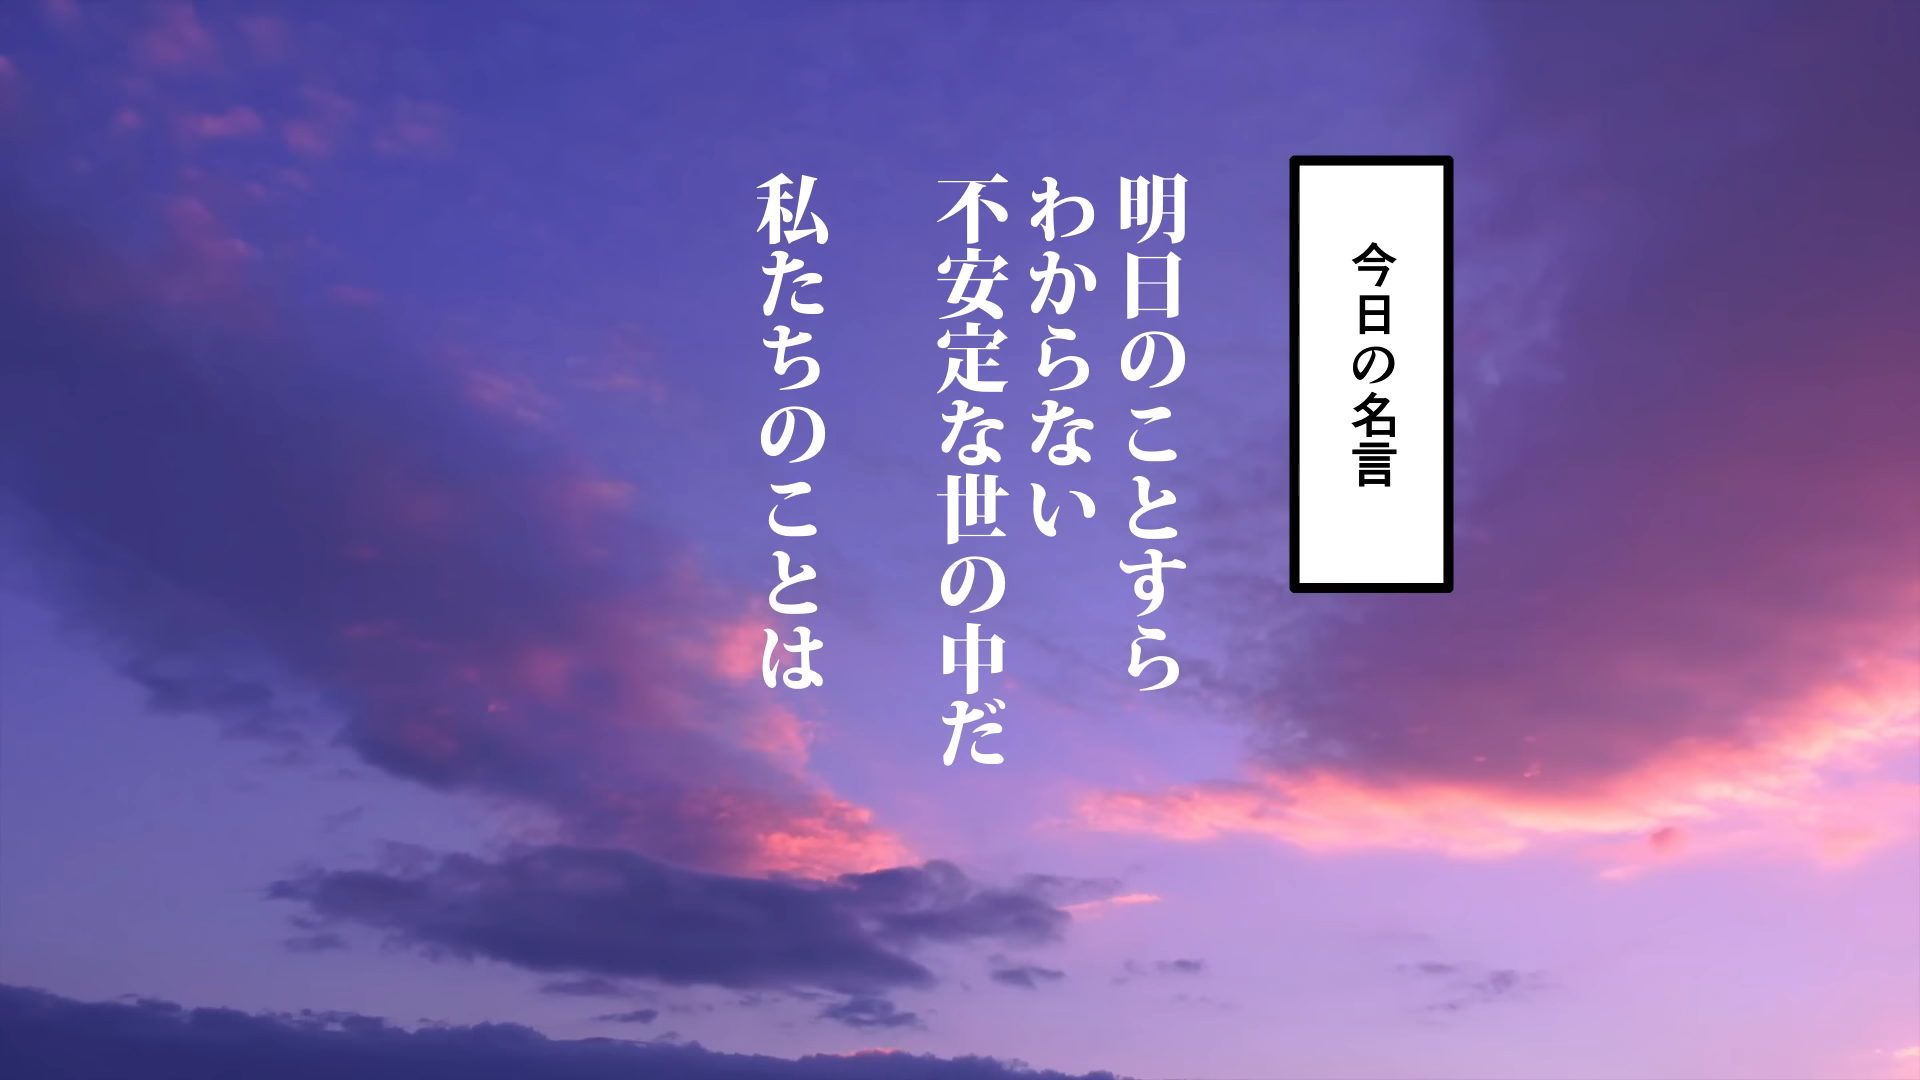 今日の名言
明日のことすら
わからない
不安定な世の中だ
私たちのことは